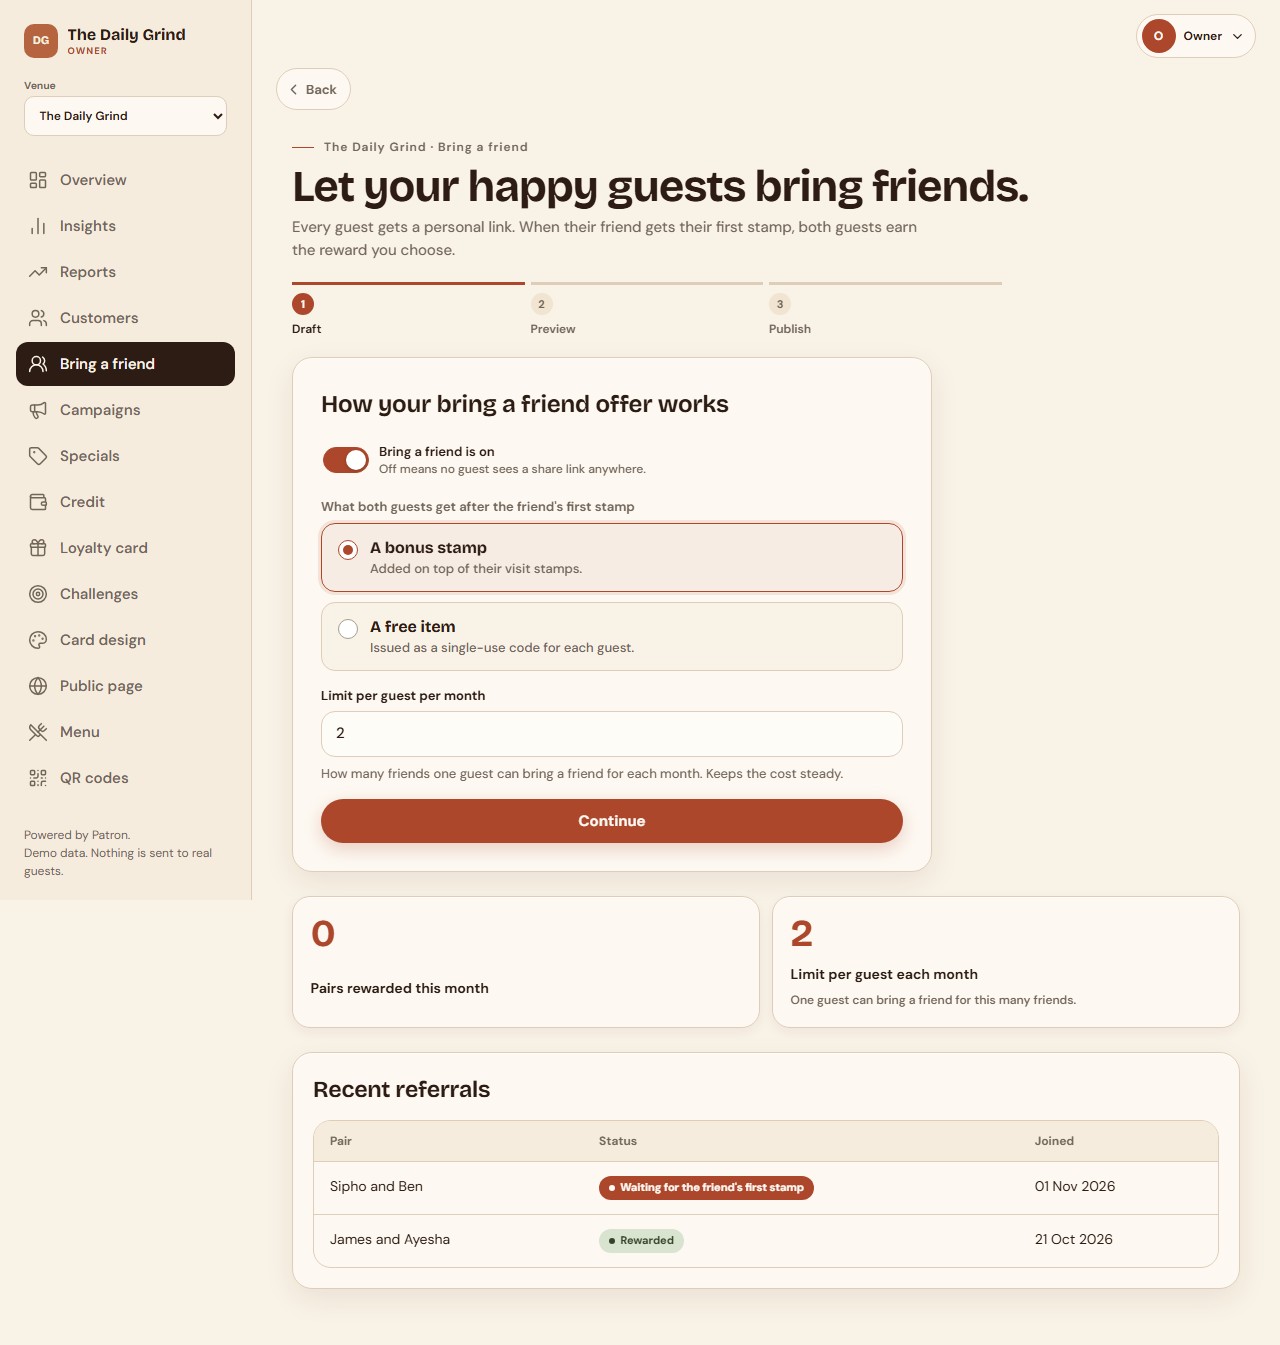 DG
The Daily Grind
OWNER
Venue
The Daily Grind
Overview
Insights
Reports
Customers
Bring a friend
Campaigns
Specials
Credit
Loyalty card
Challenges
Card design
Public page
Menu
QR codes
Powered by Patron.
Demo data. Nothing is sent to real
guests.
O Owner
Back
The Daily Grind · Bring a friend
Let your happy guests bring friends.
Every guest gets a personal link. When their friend gets their first stamp, both guests earn
the reward you choose.
1 2 3
Draft Preview Publish
How your bring a friend offer works
Bring a friend is on
Off means no guest sees a share link anywhere.
What both guests get after the friend's first stamp
A bonus stamp
Added on top of their visit stamps.
A free item
Issued as a single-use code for each guest.
Limit per guest per month
2
How many friends one guest can bring a friend for each month. Keeps the cost steady.
Continue
0
Pairs rewarded this month
2
Limit per guest each month
One guest can bring a friend for this many friends.
Recent referrals
Pair Status Joined
Sipho and Ben Waiting for the friend's first stamp 01 Nov 2026
James and Ayesha Rewarded 21 Oct 2026